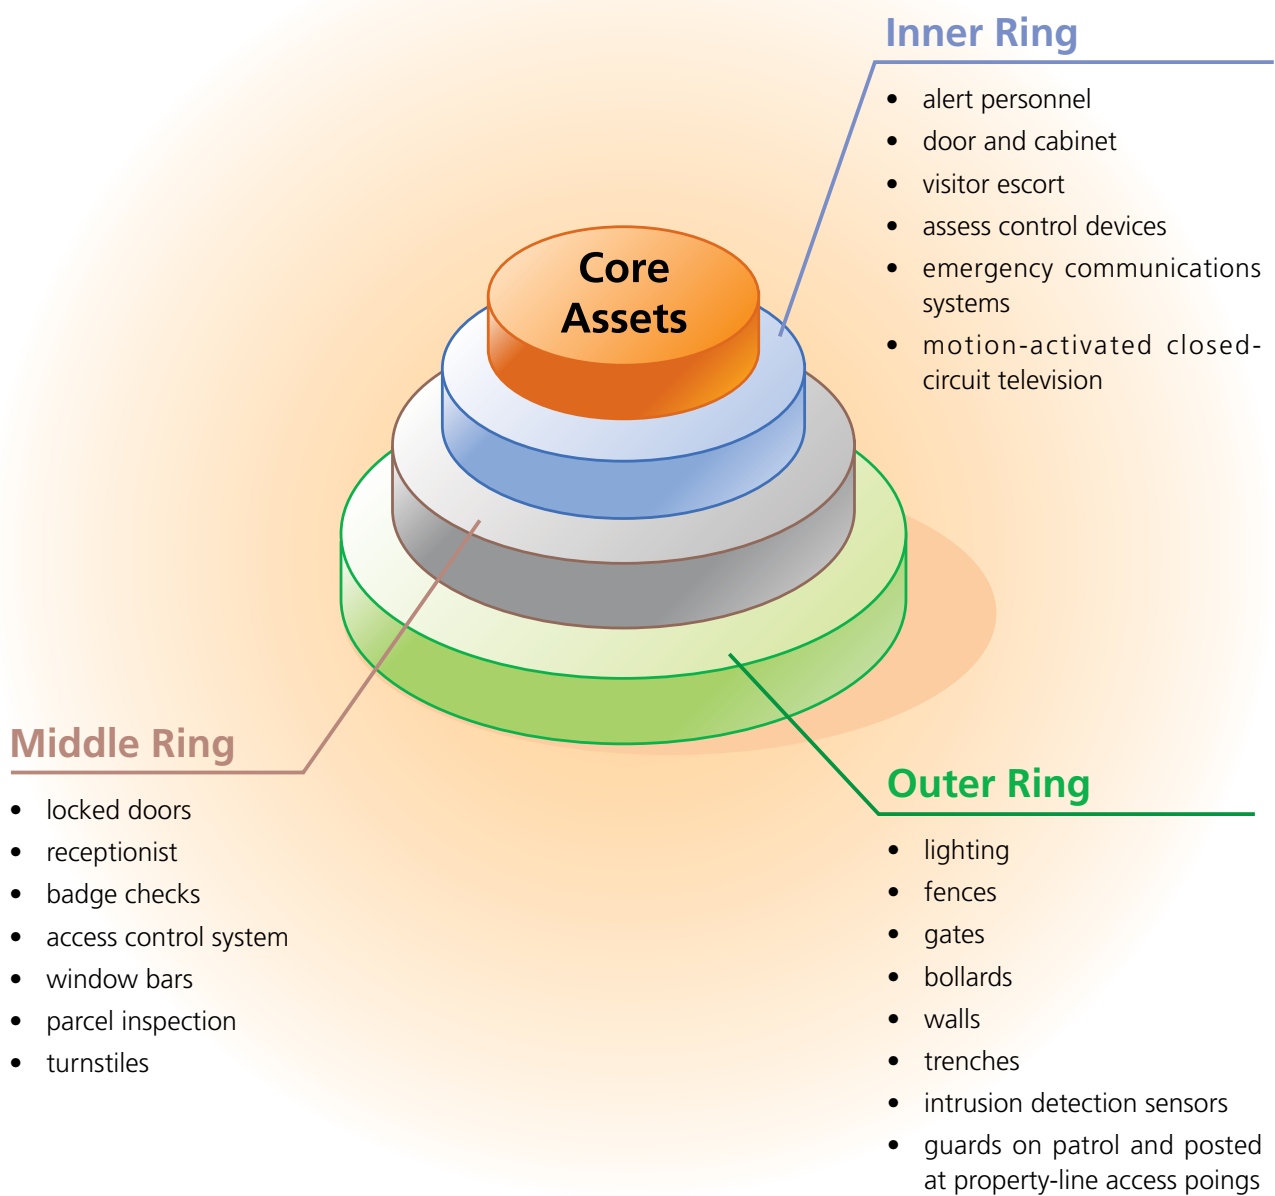 Inner Ring
• alert personnel
• door and cabinet
• visitor escort
• assess control devices
• emergency communications
systems
• motion-activated closed-
circuit television
Core
Assets
Middle Ring
• locked doors
• receptionist
• badge checks
• access control system
• window bars
• parcel inspection
• turnstiles
Outer Ring
• lighting
• fences
• gates
• bollards
• walls
• trenches
• intrusion detection sensors
• guards on patrol and posted
at property-line access poings